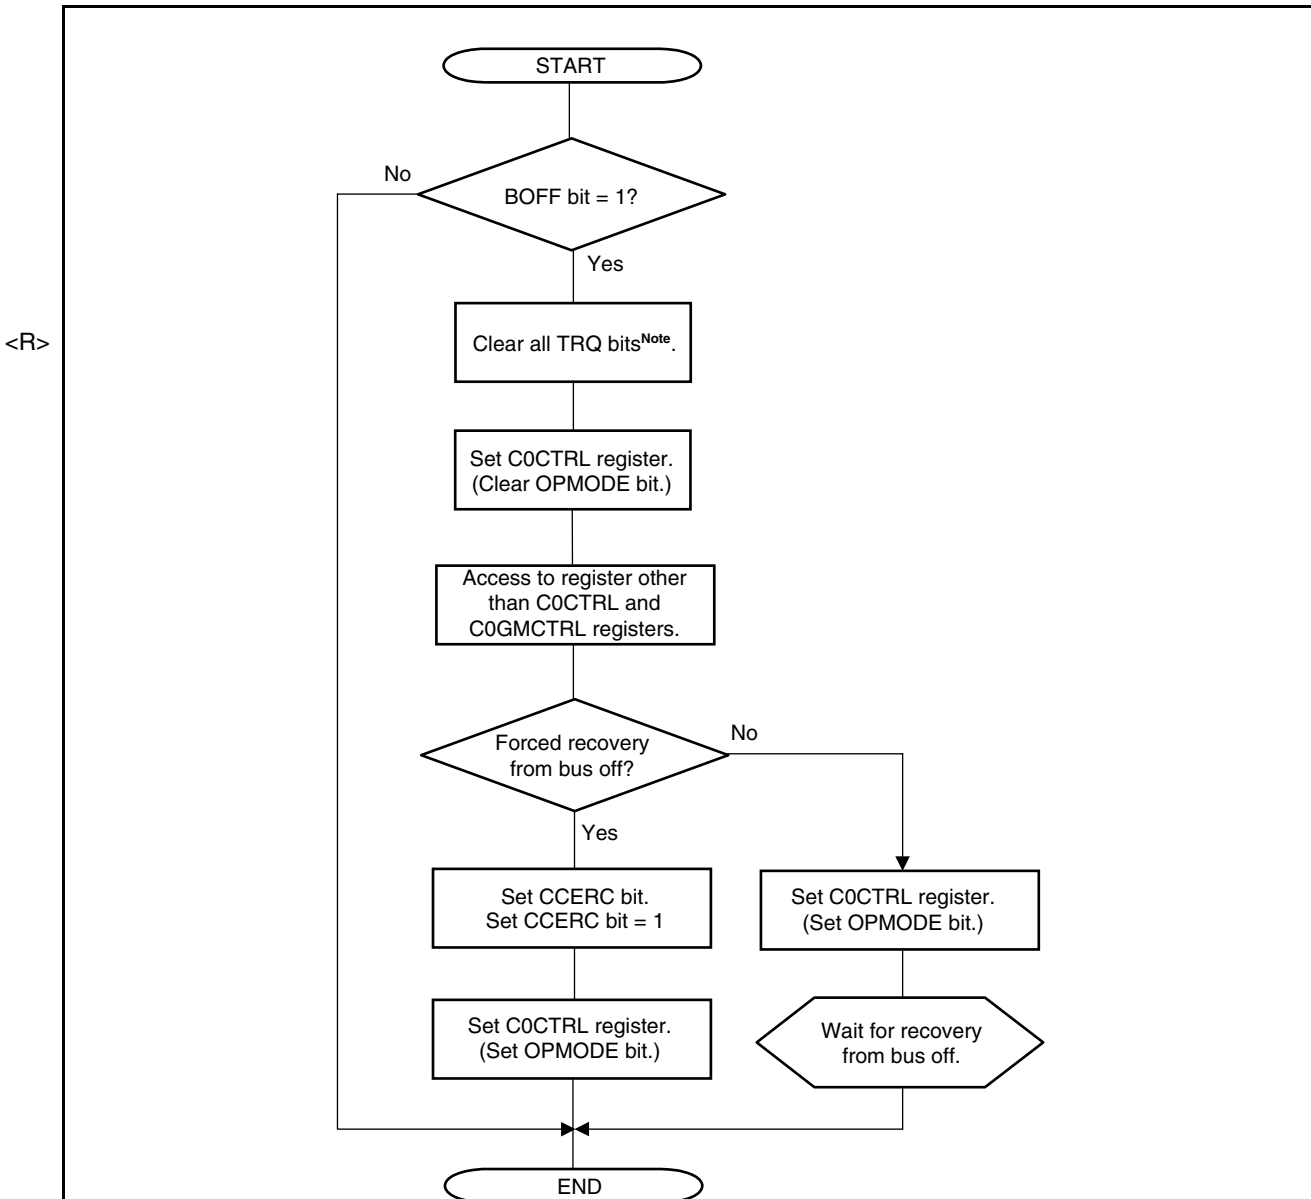 START
No
BOFF bit = 1?
Yes
<R>
Clear all TRQ bitsNote.
Set C0CTRL register.
(Clear OPMODE bit.)
Access to register other
than C0CTRL and
C0GMCTRL registers.
No
Forced recovery
from bus off?
Yes
Set CCERC bit.
Set CCERC bit = 1
Set C0CTRL register.
(Set OPMODE bit.)
Set C0CTRL register.
(Set OPMODE bit.)
Wait for recovery
from bus off.
END